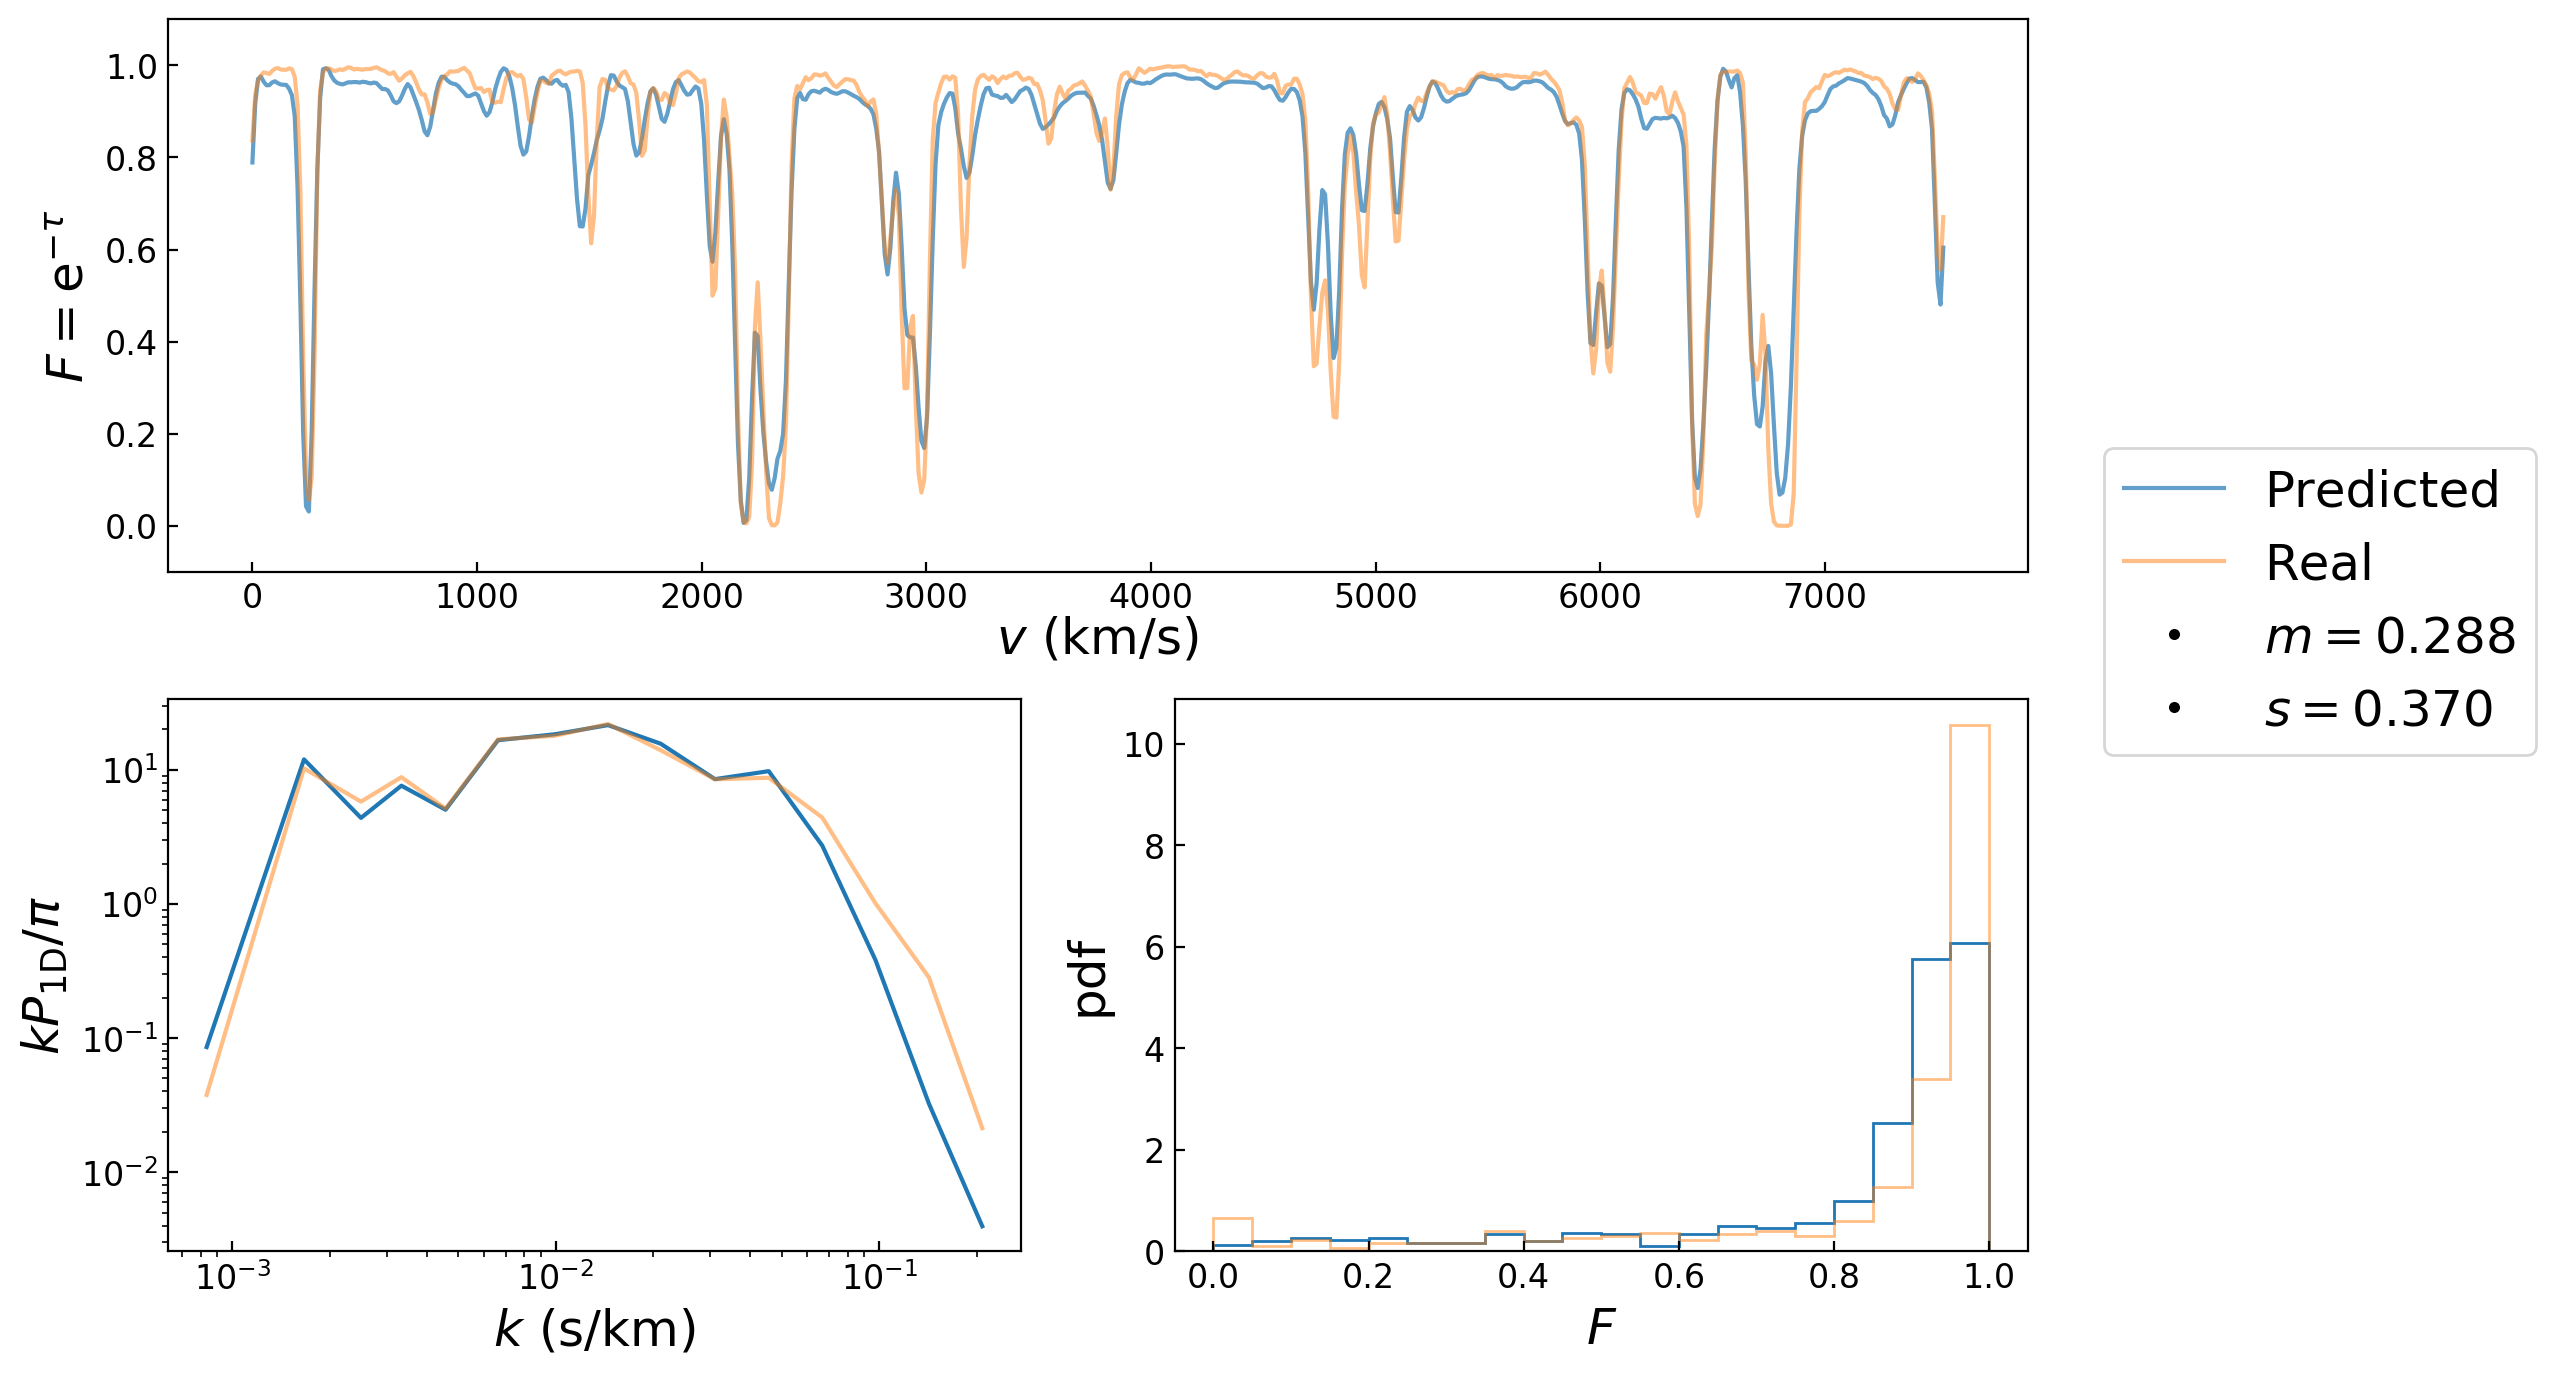 1.0
0.8
0.6
0.4
0.2
0.0
F = e^{−τ}
0 1000 2000 3000 4000 5000 6000 7000
v (km/s)
Predicted
Real
m = 0.288
s = 0.370
10^1
10^0
10^{−1}
10^{−2}
kP_{1D}/π
10^{−3} 10^{−2} 10^{−1}
k (s/km)
10
8
6
4
2
0
pdf
0.0 0.2 0.4 0.6 0.8 1.0
F